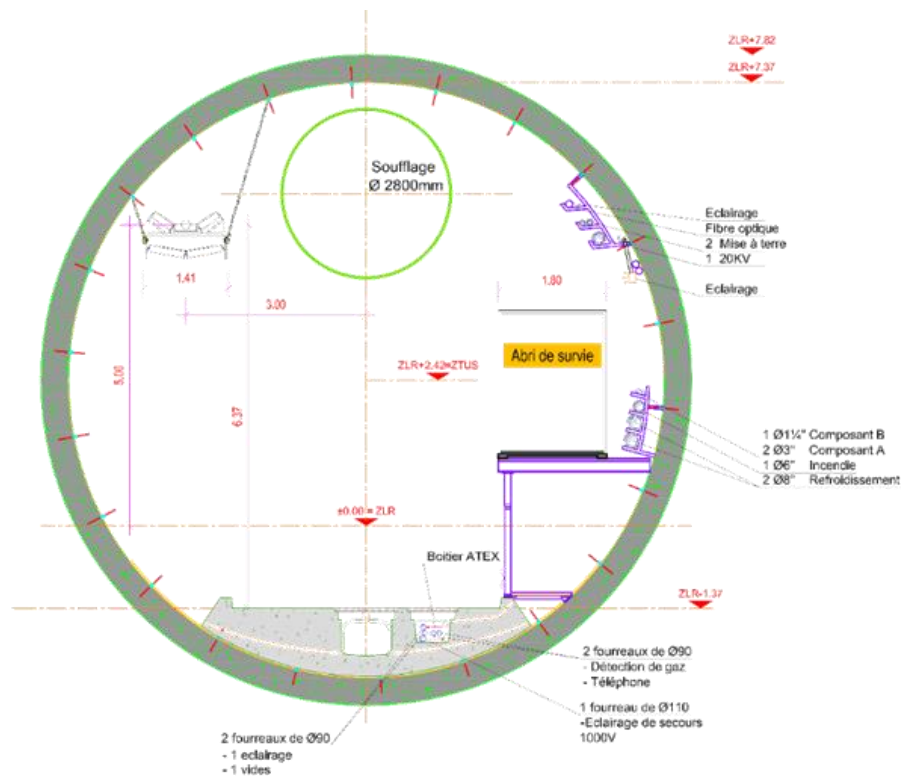 ZLR+7.82
ZLR+7.37
Soufflage
Ø 2800mm
Eclairage
Fibre optique
2 Mise à terre
1 20KV
Eclairage
1.41
3.00
1.80
Abri de survie
ZLR+2.42=ZTUS
5.00
6.37
1 Ø1¼" Composant B
2 Ø3" Composant A
1 Ø6" Incendie
2 Ø8" Refroidissement
±0.00 = ZLR
Boitier ATEX
ZLR-1.37
2 fourreaux de Ø90
- Détection de gaz
- Téléphone
1 fourreau de Ø110
-Eclairage de secours
1000V
2 fourreaux de Ø90
- 1 eclairage
- 1 vides